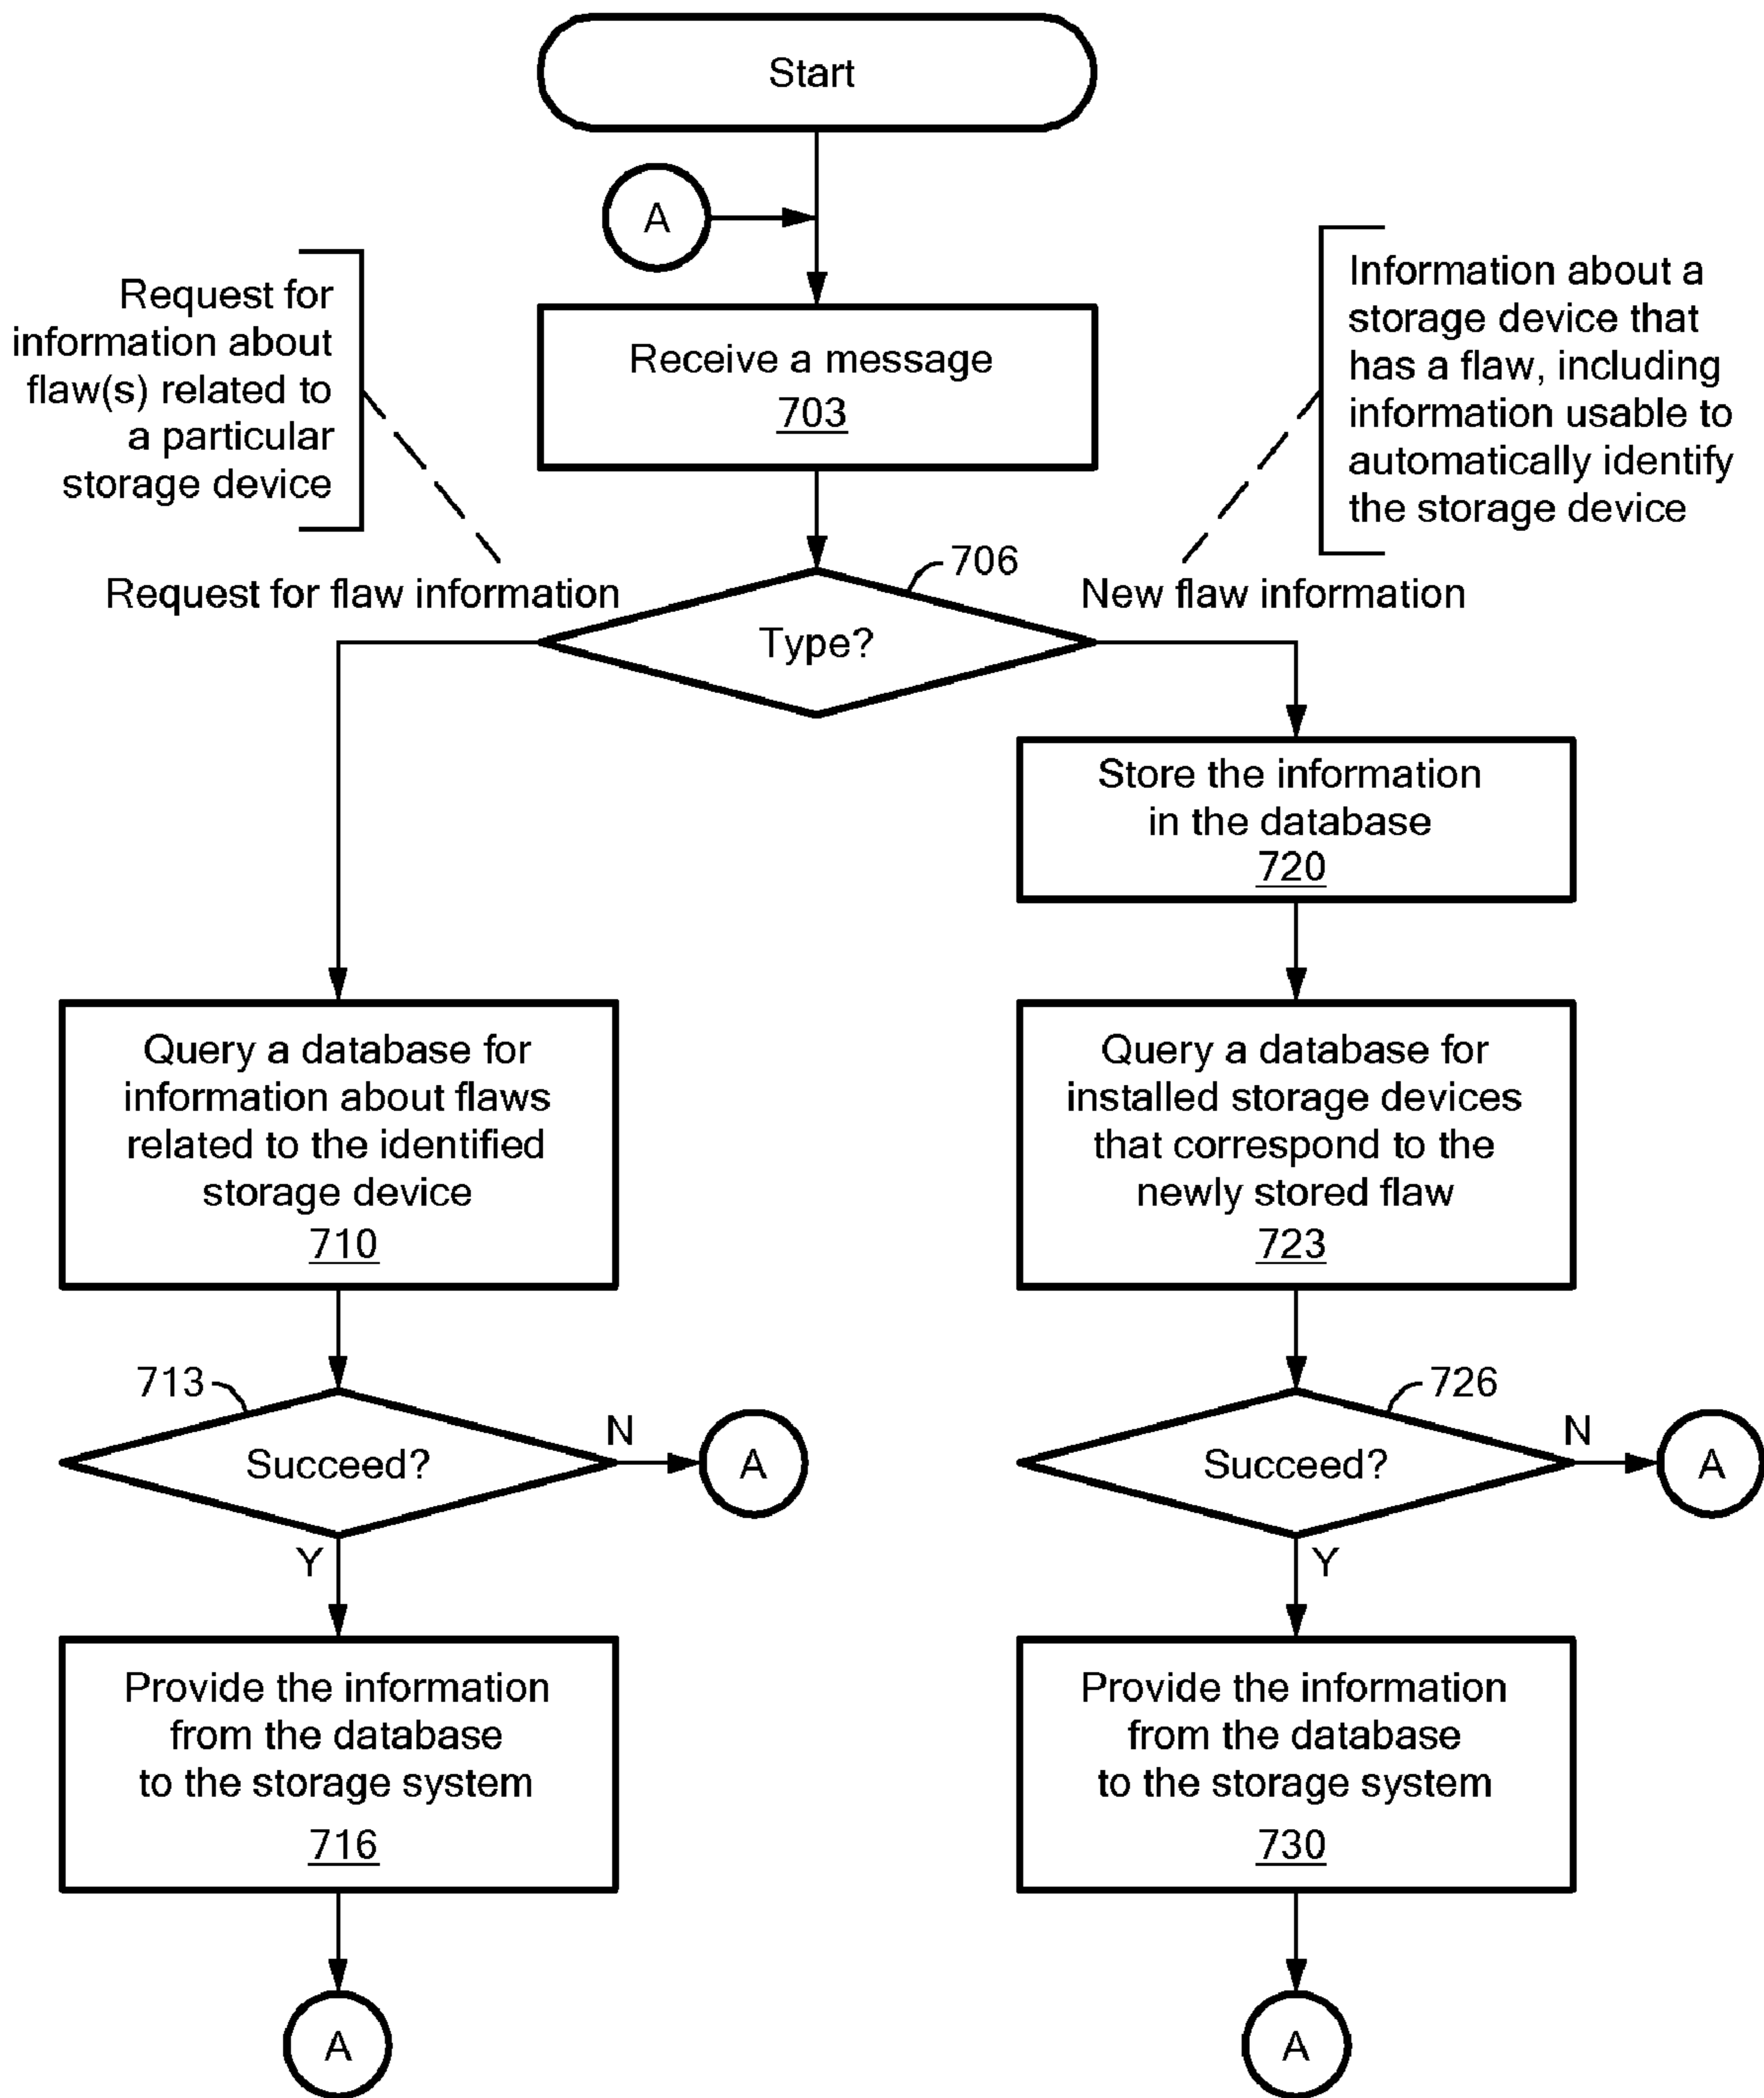 Start
A
Request for
information about
flaw(s) related to
a particular
storage device
Information about a
storage device that
has a flaw, including
information usable to
automatically identify
the storage device
Receive a message
703
706
Request for flaw information
New flaw information
Type?
Store the information
in the database
720
Query a database for
information about flaws
related to the identified
storage device
710
Query a database for
installed storage devices
that correspond to the
newly stored flaw
723
713
Succeed?
N
A
Y
726
Succeed?
N
A
Y
Provide the information
from the database
to the storage system
716
Provide the information
from the database
to the storage system
730
A
A